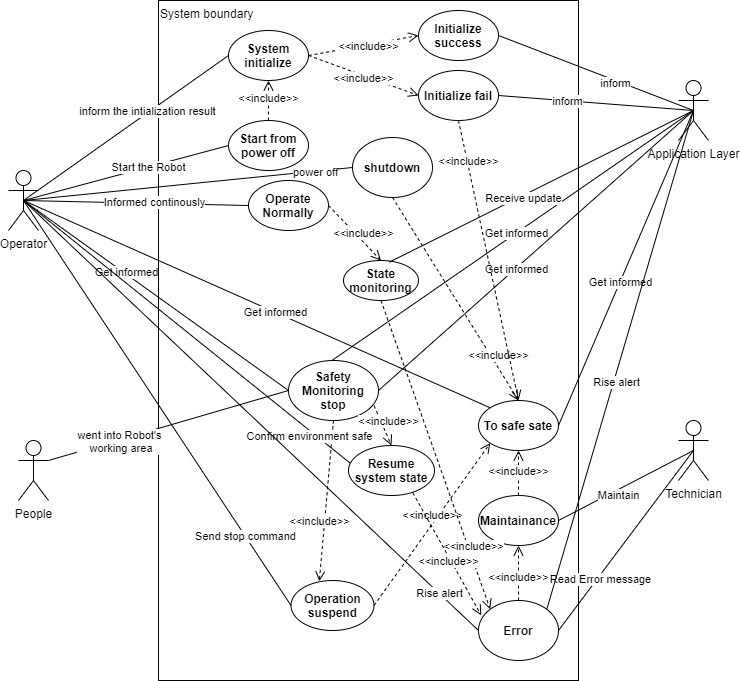 System boundary
Initialize
success
<<include>>
System
initialize
<<include>>
inform
Initialize fail
inform
<<include>>
inform the intialization result
Start from
power off
Application Layer
Start the Robot
<<include>>
shutdown
power off
Operate
Normally
Informed continously
Receive update
Operator
<<include>>
Get informed
Get informed
Get informed
State
monitoring
Get informed
Get informed
<<include>>
Safety
Monitoring
stop
Rise alert
<<include>>
To safe sate
went into Robot's
working area
Confirm environment safe
Resume
system state
<<include>>
Technician
Maintain
People
<<include>>
<<include>>
Maintainance
Send stop command
<<include>>
<<include>>
<<include>>
Read Error message
Rise alert
Operation
suspend
Error